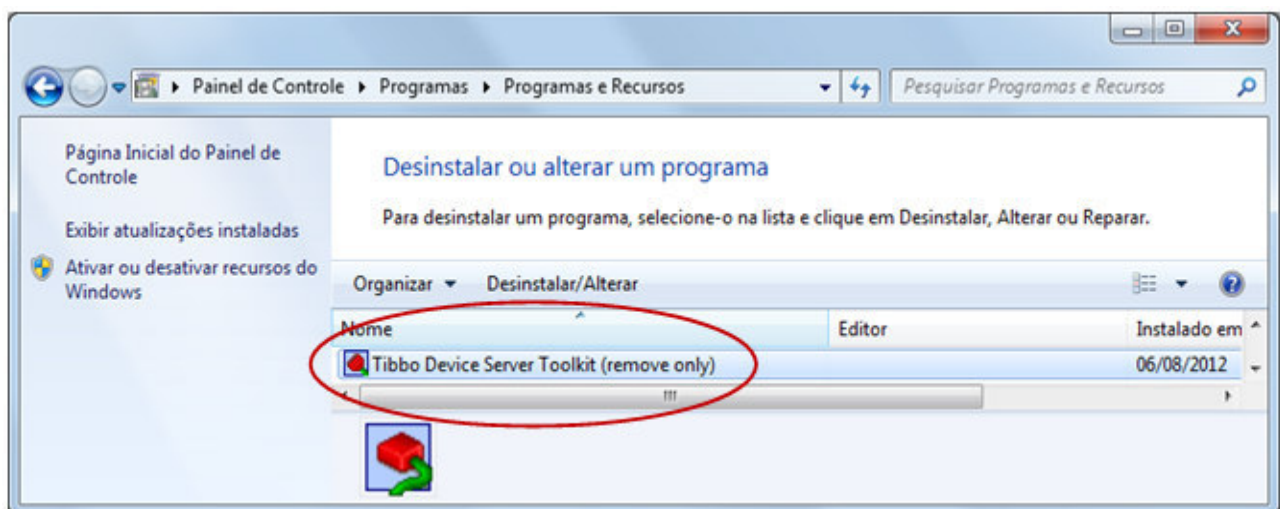 Painel de Controle Programas Programas e Recursos Pesquisar Programas e Recursos
Página Inicial do Painel de
Controle
Exibir atualizações instaladas
Ativar ou desativar recursos do
Windows
Desinstalar ou alterar um programa
Para desinstalar um programa, selecione-o na lista e clique em Desinstalar, Alterar ou Reparar.
Organizar Desinstalar/Alterar
Nome Editor Instalado em
Tibbo Device Server Toolkit (remove only) 06/08/2012